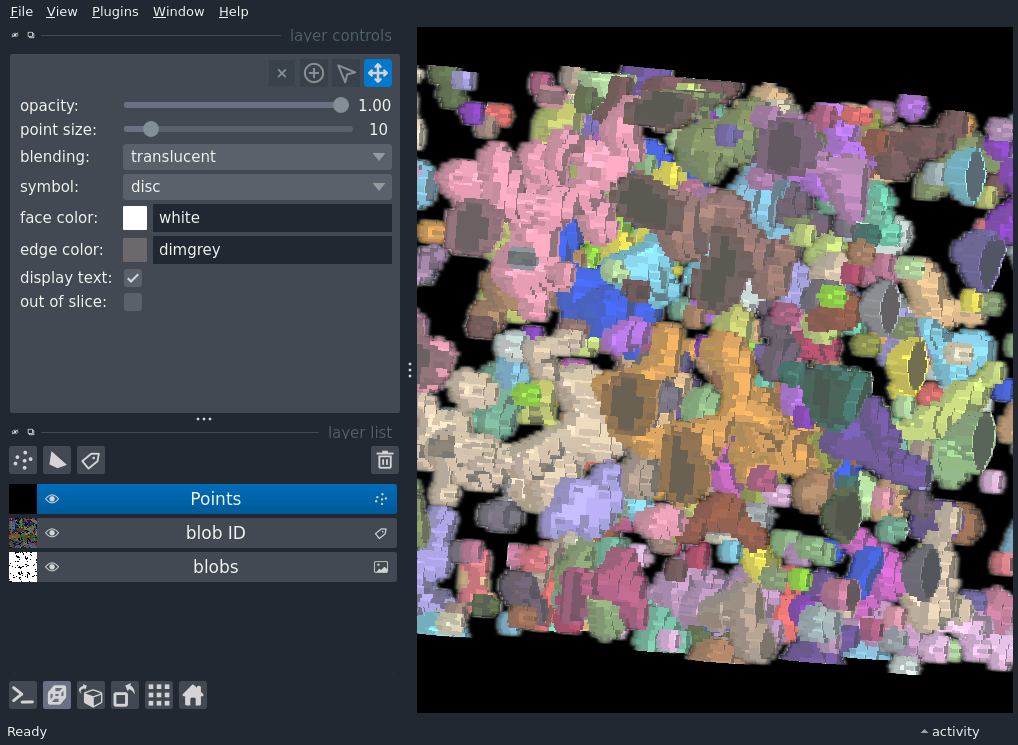 File View Plugins Window Help
layer controls
opacity: 1.00
point size: 10
blending: translucent
symbol: disc
face color: white
edge color: dimgrey
display text:
out of slice:
layer list
Points
blob ID
blobs
Ready activity